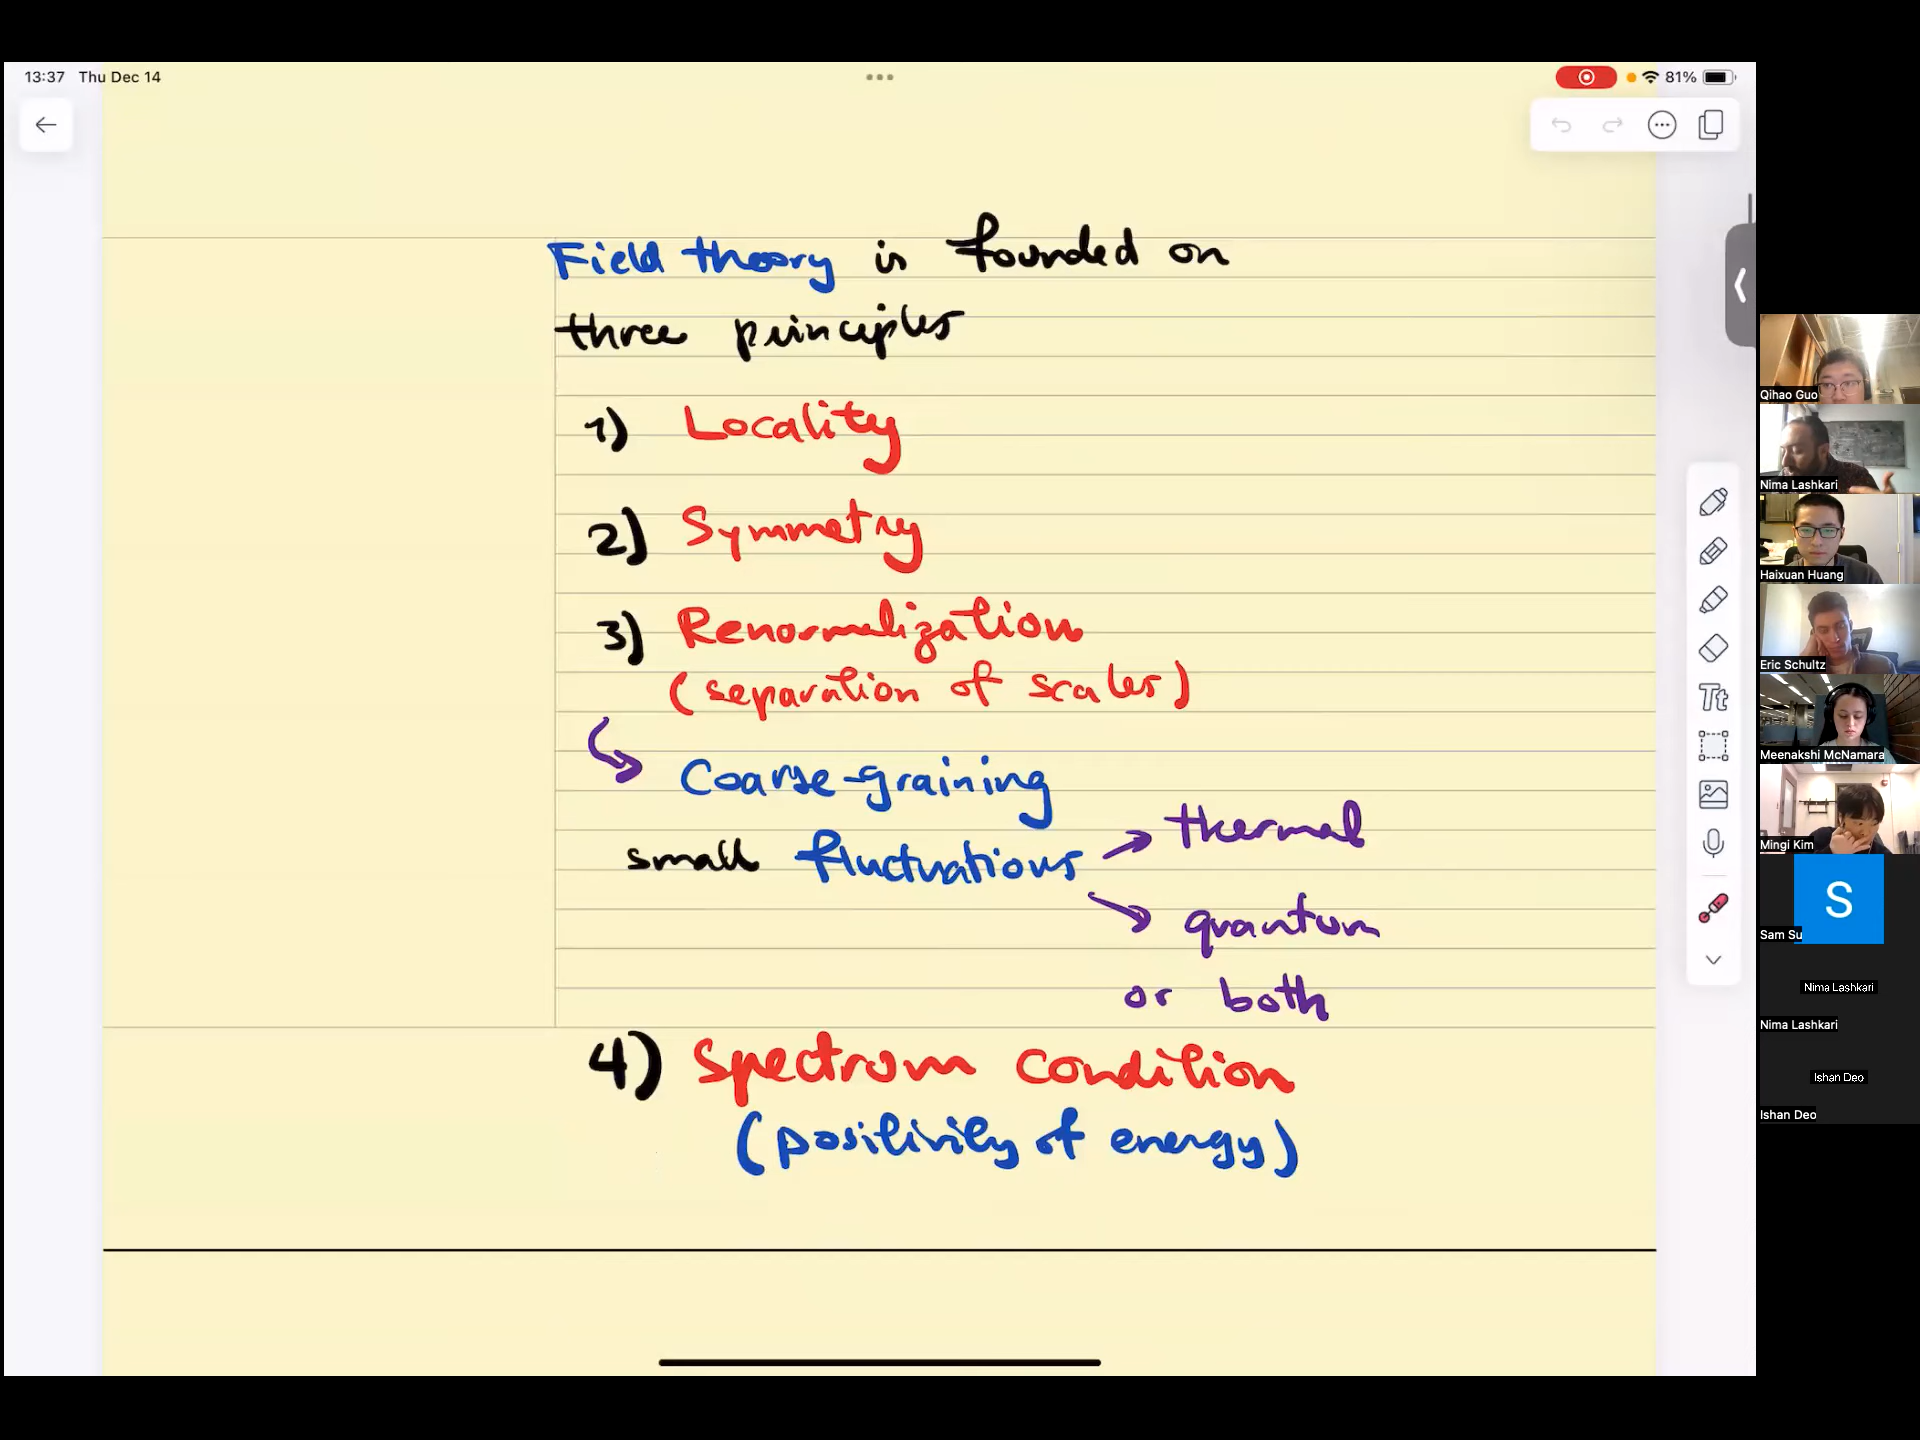 13:37 Thu Dec 14
81%
Field theory is founded on
three principles
1) Locality
2) Symmetry
3) Renormalization
(separation of scales)
Coarse-graining
small fluctuations
thermal
quantum
or both
4) Spectrum condition
(positivity of energy)
Tt
Qihao Guo
Nima Lashkari
Haixuan Huang
Eric Schultz
Meenakshi McNamara
Mingi Kim
S
Sam Su
Nima Lashkari
Nima Lashkari
Ishan Deo
Ishan Deo